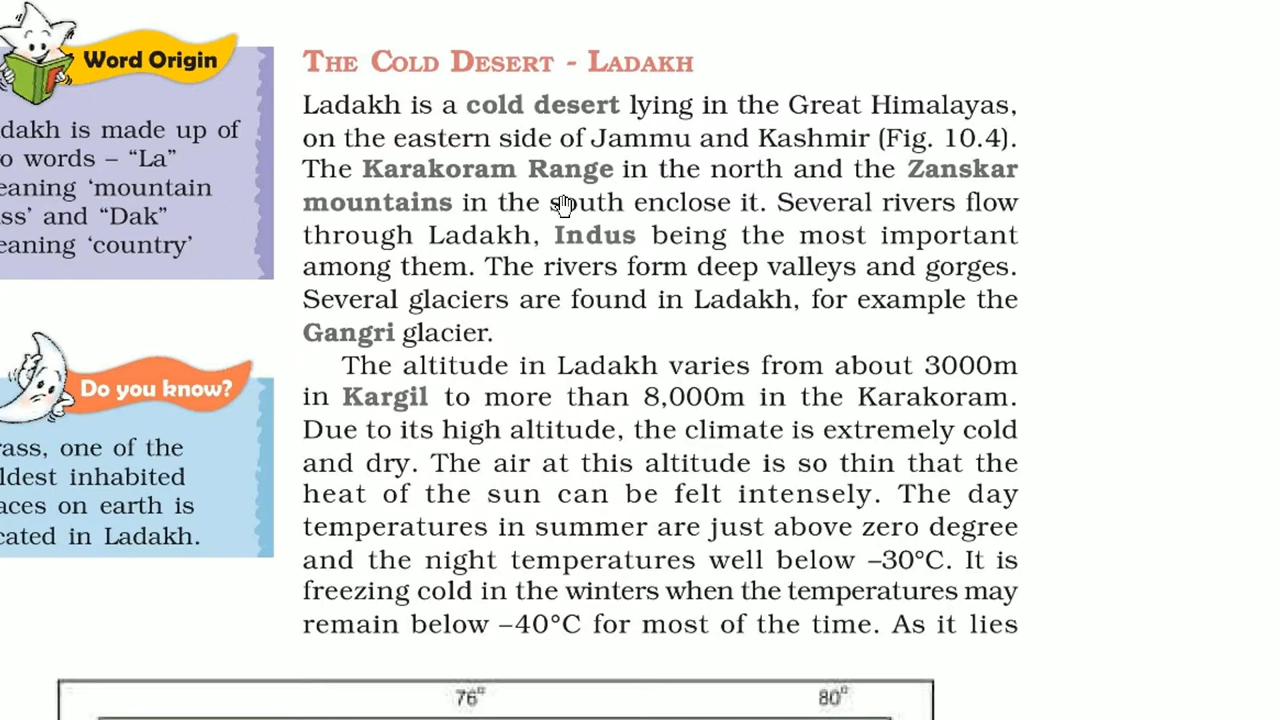 Word Origin
dakh is made up of
o words – “La”
eaning ‘mountain
ss’ and “Dak”
eaning ‘country’
Do you know?
rass, one of the
ldest inhabited
aces on earth is
cated in Ladakh.
THE COLD DESERT - LADAKH
Ladakh is a cold desert lying in the Great Himalayas,
on the eastern side of Jammu and Kashmir (Fig. 10.4).
The Karakoram Range in the north and the Zanskar
mountains in the south enclose it. Several rivers flow
through Ladakh, Indus being the most important
among them. The rivers form deep valleys and gorges.
Several glaciers are found in Ladakh, for example the
Gangri glacier.
The altitude in Ladakh varies from about 3000m
in Kargil to more than 8,000m in the Karakoram.
Due to its high altitude, the climate is extremely cold
and dry. The air at this altitude is so thin that the
heat of the sun can be felt intensely. The day
temperatures in summer are just above zero degree
and the night temperatures well below –30°C. It is
freezing cold in the winters when the temperatures may
remain below –40°C for most of the time. As it lies
76° 80°